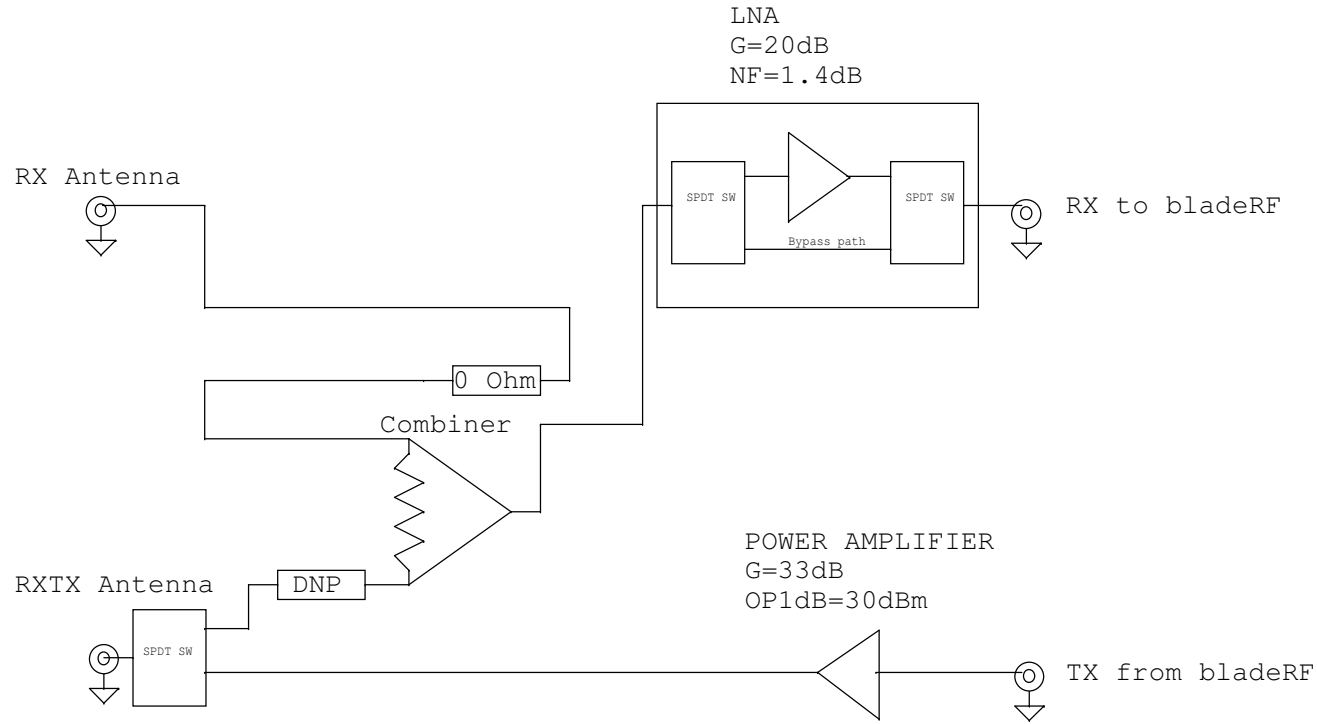 LNA
G=20dB
NF=1.4dB
RX Antenna
SPDT SW
SPDT SW
Bypass path
RX to bladeRF
0 Ohm
Combiner
POWER AMPLIFIER
G=33dB
OP1dB=30dBm
RXTX Antenna
DNP
SPDT SW
TX from bladeRF